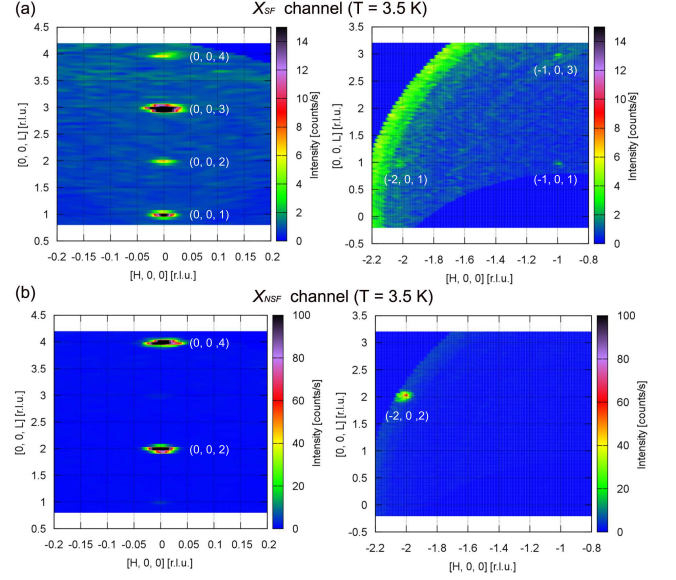 (a)
X_SF channel (T = 3.5 K)
4.5
4
3.5
3
2.5
2
1.5
1
0.5
[0, 0, L] [r.l.u.]
(0, 0, 4)
(0, 0, 3)
(0, 0, 2)
(0, 0, 1)
-0.2 -0.15 -0.1 -0.05 0 0.05 0.1 0.15 0.2
[H, 0, 0] [r.l.u.]
14
12
10
8
6
4
2
0
Intensity [counts/s]
3.5
3
2.5
2
1.5
1
0.5
0
-0.5
[0, 0, L] [r.l.u.]
(-1, 0, 3)
(-2, 0, 1)
(-1, 0, 1)
-2.2 -2 -1.8 -1.6 -1.4 -1.2 -1 -0.8
[H, 0, 0] [r.l.u.]
14
12
10
8
6
4
2
0
Intensity [counts/s]
(b)
X_NSF channel (T = 3.5 K)
4.5
4
3.5
3
2.5
2
1.5
1
0.5
[0, 0, L] [r.l.u.]
(0, 0 ,4)
(0, 0, 2)
-0.2 -0.15 -0.1 -0.05 0 0.05 0.1 0.15 0.2
[H, 0, 0] [r.l.u.]
100
80
60
40
20
0
Intensity [counts/s]
3.5
3
2.5
2
1.5
1
0.5
0
-0.5
[0, 0, L] [r.l.u.]
(-2, 0 ,2)
-2.2 -2 -1.8 -1.6 -1.4 -1.2 -1 -0.8
[H, 0, 0] [r.l.u.]
100
80
60
40
20
0
Intensity [counts/s]